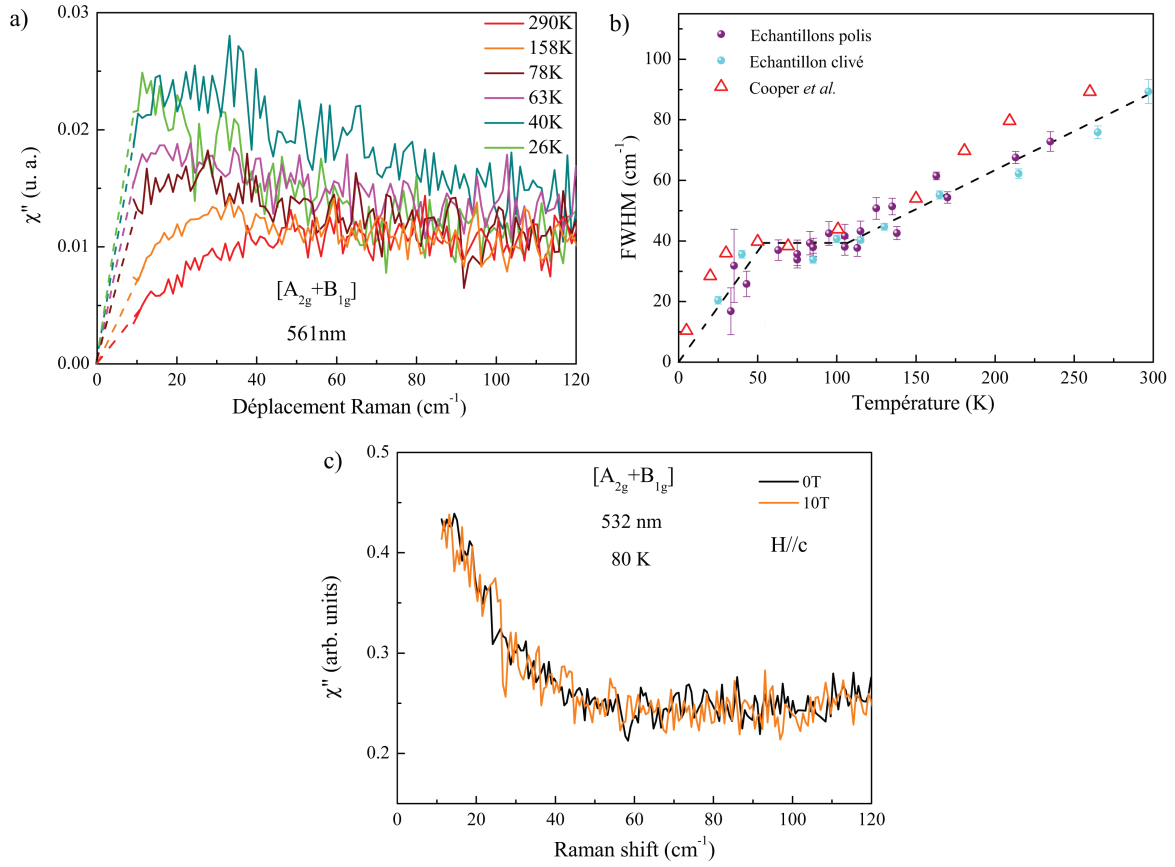 a)
0.03
0.02
0.01
0.00
χ'' (u. a.)
0 20 40 60 80 100 120
Déplacement Raman (cm⁻¹)
290K
158K
78K
63K
40K
26K
[A₂g+B₁g]
561nm
b)
100
80
60
40
20
0
FWHM (cm⁻¹)
0 50 100 150 200 250 300
Température (K)
Echantillons polis
Echantillon clivé
Cooper et al.
c)
0.5
0.4
0.3
0.2
χ'' (arb. units)
0 20 40 60 80 100 120
Raman shift (cm⁻¹)
[A₂g+B₁g]
532 nm
80 K
0T
10T
H//c